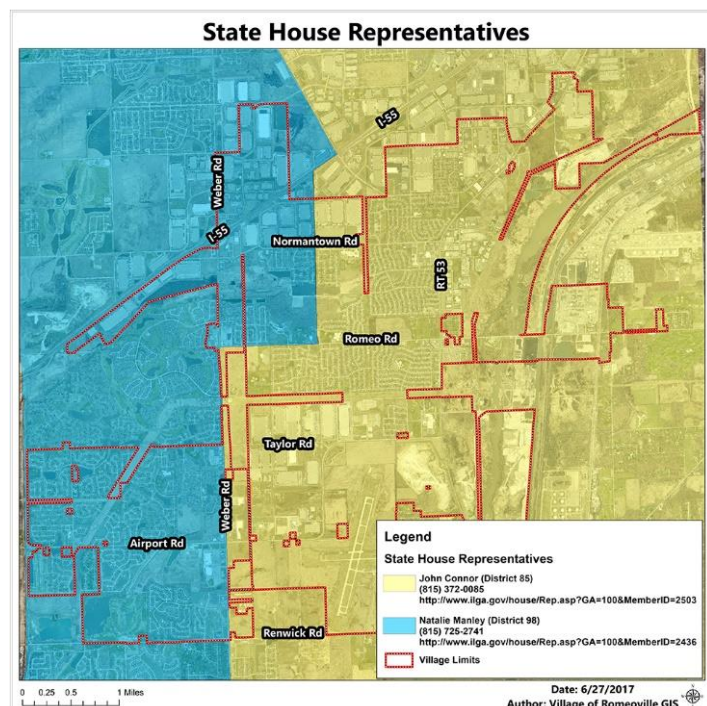 State House Representatives
I-55
Weber Rd
I-55
Normantown Rd
RT 53
Romeo Rd
Taylor Rd
Weber Rd
Airport Rd
Renwick Rd
Legend
State House Representatives
John Connor (District 85)
(815) 372-0085
http://www.ilga.gov/house/Rep.asp?GA=100&MemberID=2503
Natalie Manley (District 98)
(815) 725-2741
http://www.ilga.gov/house/Rep.asp?GA=100&MemberID=2436
Village Limits
0 0.25 0.5 1 Miles
Date: 6/27/2017
Author: Village of Romeoville GIS